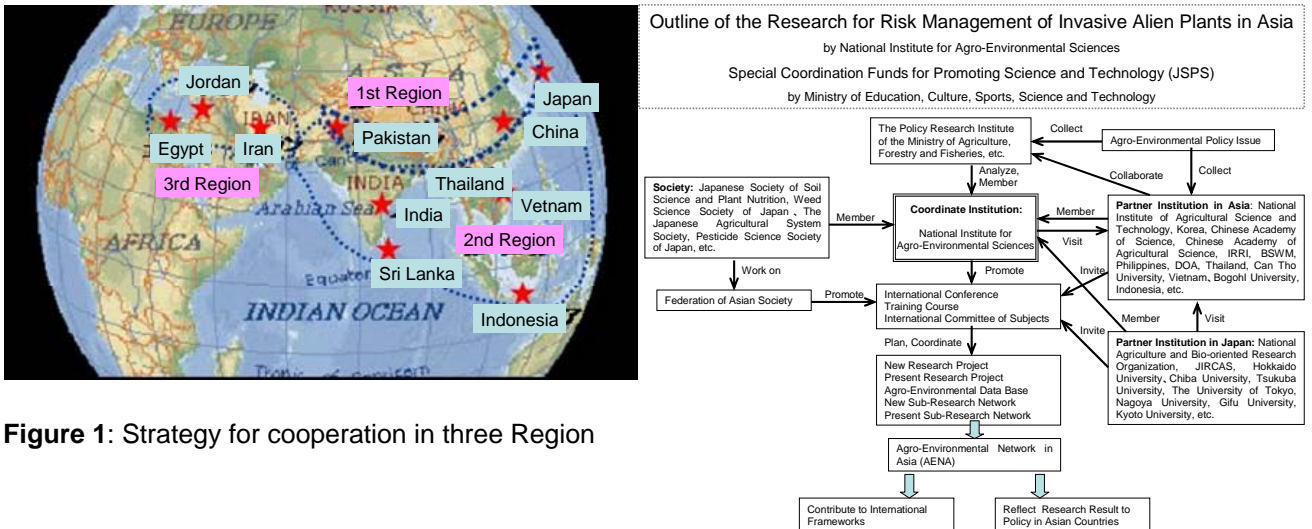 EUROPE
RUSSIA
ASIA
Jordan
1st Region
IRAN
CHINA
Japan
Pakistan
China
Egypt
Iran
3rd Region
INDIA
Thailand
Arabian Sea
India
Vetnam
AFRICA
2nd Region
Sri Lanka
Equator
INDIAN OCEAN
Indonesia
Tropic of Capricorn
Figure 1: Strategy for cooperation in three Region
Outline of the Research for Risk Management of Invasive Alien Plants in Asia
by National Institute for Agro-Environmental Sciences
Special Coordination Funds for Promoting Science and Technology (JSPS)
by Ministry of Education, Culture, Sports, Science and Technology
The Policy Research Institute
of the Ministry of Agriculture,
Forestry and Fisheries, etc.
Collect
Agro-Environmental Policy Issue
Analyze,
Member
Collaborate
Collect
Society: Japanese Society of Soil
Science and Plant Nutrition, Weed
Science Society of Japan 、The
Japanese Agricultural System
Society, Pesticide Science Society
of Japan, etc.
Member
Coordinate Institution:
National Institute for
Agro-Environmental Sciences
Member
Visit
Partner Institution in Asia: National
Institute of Agricultural Science and
Technology, Korea, Chinese Academy
of Science, Chinese Academy of
Agricultural Science, IRRI, BSWM,
Philippines, DOA, Thailand, Can Tho
University, Vietnam, Bogohl University,
Indonesia, etc.
Work on
Promote
Invite
Federation of Asian Society
Promote
International Conference
Training Course
International Committee of Subjects
Member
Visit
Invite
Plan, Coordinate
Partner Institution in Japan: National
Agriculture and Bio-oriented Research
Organization, JIRCAS, Hokkaido
University、Chiba University, Tsukuba
University, The University of Tokyo,
Nagoya University, Gifu University,
Kyoto University, etc.
New Research Project
Present Research Project
Agro-Environmental Data Base
New Sub-Research Network
Present Sub-Research Network
Agro-Environmental Network in
Asia (AENA)
Contribute to International
Frameworks
Reflect Research Result to
Policy in Asian Countries